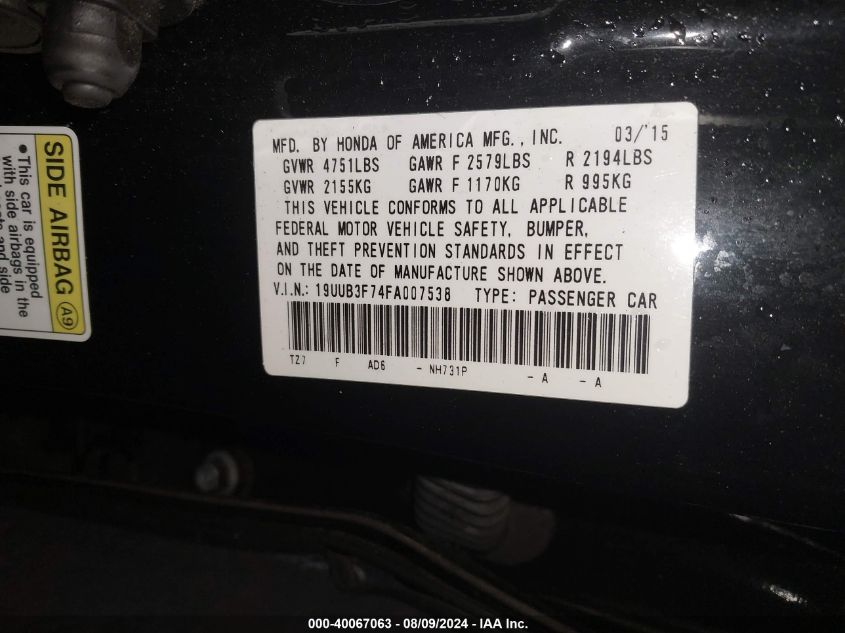 MFD. BY HONDA OF AMERICA MFG., INC. 03/'15
GVWR 4751LBS GAWR F 2579LBS R 2194LBS
GVWR 2155KG GAWR F 1170KG R 995KG
THIS VEHICLE CONFORMS TO ALL APPLICABLE
FEDERAL MOTOR VEHICLE SAFETY, BUMPER,
AND THEFT PREVENTION STANDARDS IN EFFECT
ON THE DATE OF MANUFACTURE SHOWN ABOVE.
V.I.N.: 19UUB3F74FA007538 TYPE: PASSENGER CAR
TZ7 F AD6 - NH731P - A - A
SIDE AIRBAG A9
•This car is equipped
with side airbags in the
and side
000-40067063 - 08/09/2024 - IAA Inc.